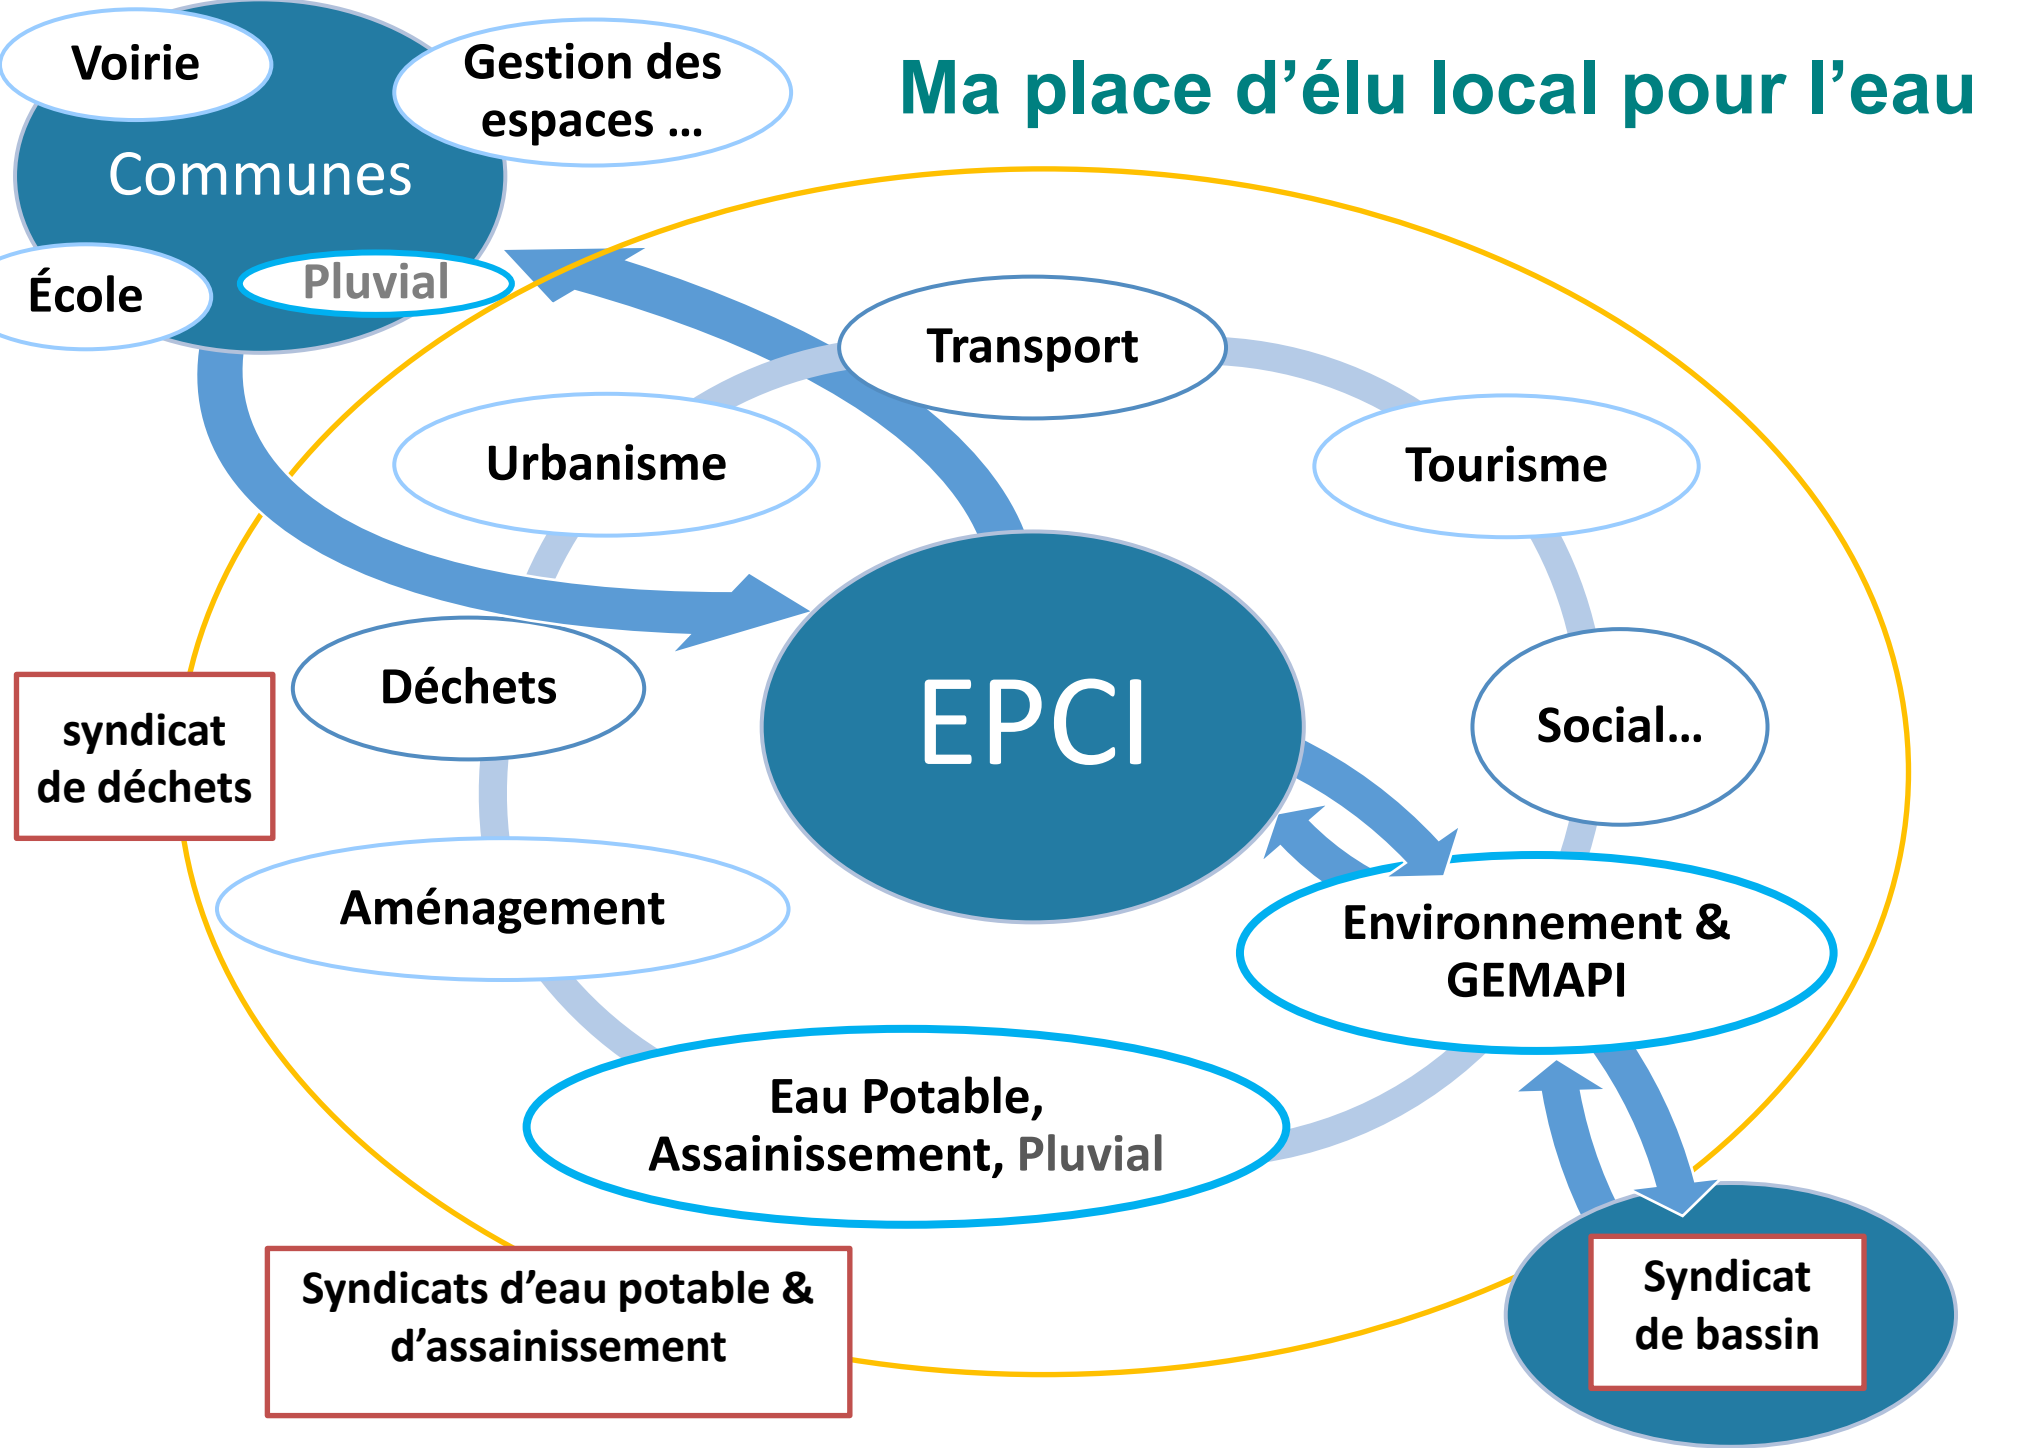 Voirie
Gestion des
espaces ...
Ma place d’élu local pour l’eau
Communes
École
Pluvial
Transport
Urbanisme
Tourisme
Déchets
EPCI
Social...
syndicat
de déchets
Aménagement
Environnement &
GEMAPI
Eau Potable,
Assainissement, Pluvial
Syndicats d’eau potable &
d’assainissement
Syndicat
de bassin